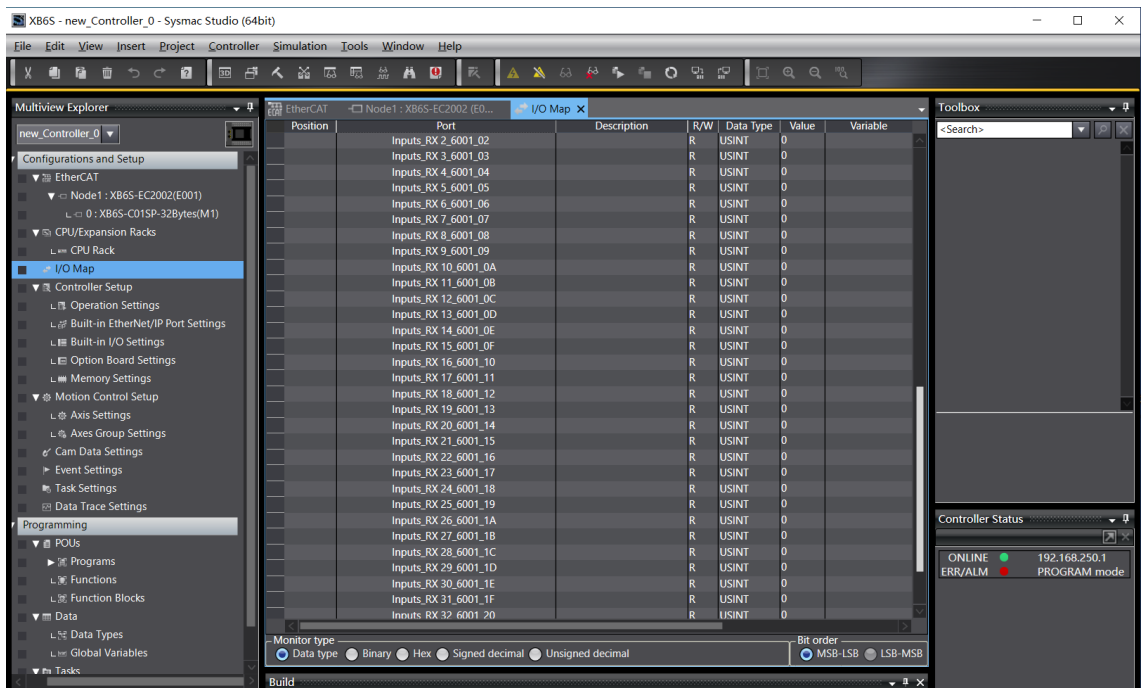 XB6S - new_Controller_0 - Sysmac Studio (64bit)
File Edit View Insert Project Controller Simulation Tools Window Help
Multiview Explorer
new_Controller_0
Configurations and Setup
EtherCAT
Node1 : XB6S-EC2002(E001)
0 : XB6S-C01SP-32Bytes(M1)
CPU/Expansion Racks
CPU Rack
I/O Map
Controller Setup
Operation Settings
Built-in EtherNet/IP Port Settings
Built-in I/O Settings
Option Board Settings
Memory Settings
Motion Control Setup
Axis Settings
Axes Group Settings
Cam Data Settings
Event Settings
Task Settings
Data Trace Settings
Programming
POUs
Programs
Functions
Function Blocks
Data
Data Types
Global Variables
Tasks
EtherCAT Node1 : XB6S-EC2002 (E0... I/O Map
Position Port Description R/W Data Type Value Variable
Inputs_RX 2_6001_02 R USINT 0
Inputs_RX 3_6001_03 R USINT 0
Inputs_RX 4_6001_04 R USINT 0
Inputs_RX 5_6001_05 R USINT 0
Inputs_RX 6_6001_06 R USINT 0
Inputs_RX 7_6001_07 R USINT 0
Inputs_RX 8_6001_08 R USINT 0
Inputs_RX 9_6001_09 R USINT 0
Inputs_RX 10_6001_0A R USINT 0
Inputs_RX 11_6001_0B R USINT 0
Inputs_RX 12_6001_0C R USINT 0
Inputs_RX 13_6001_0D R USINT 0
Inputs_RX 14_6001_0E R USINT 0
Inputs_RX 15_6001_0F R USINT 0
Inputs_RX 16_6001_10 R USINT 0
Inputs_RX 17_6001_11 R USINT 0
Inputs_RX 18_6001_12 R USINT 0
Inputs_RX 19_6001_13 R USINT 0
Inputs_RX 20_6001_14 R USINT 0
Inputs_RX 21_6001_15 R USINT 0
Inputs_RX 22_6001_16 R USINT 0
Inputs_RX 23_6001_17 R USINT 0
Inputs_RX 24_6001_18 R USINT 0
Inputs_RX 25_6001_19 R USINT 0
Inputs_RX 26_6001_1A R USINT 0
Inputs_RX 27_6001_1B R USINT 0
Inputs_RX 28_6001_1C R USINT 0
Inputs_RX 29_6001_1D R USINT 0
Inputs_RX 30_6001_1E R USINT 0
Inputs_RX 31_6001_1F R USINT 0
Inputs_RX 32_6001_20 R USINT 0
Monitor type
Data type Binary Hex Signed decimal Unsigned decimal
Bit order
MSB-LSB LSB-MSB
Build
Toolbox
<Search>
Controller Status
ONLINE 192.168.250.1
ERR/ALM PROGRAM mode